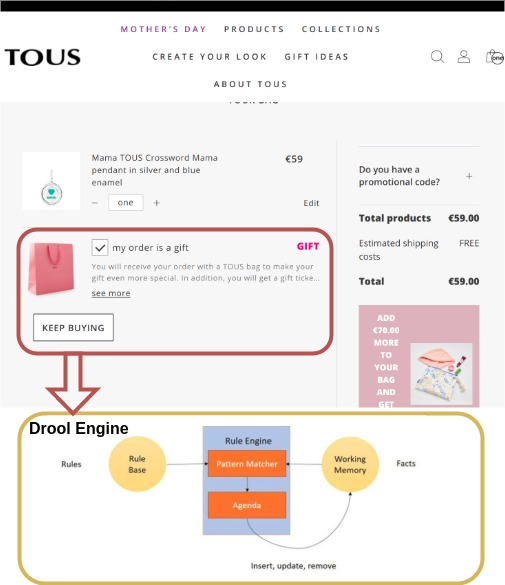 MOTHER'S DAY PRODUCTS COLLECTIONS
TOUS
CREATE YOUR LOOK GIFT IDEAS
one
ABOUT TOUS
YOUR BAG
Mama TOUS Crossword Mama
pendant in silver and blue
enamel
€59
− one +
Edit
my order is a gift
GIFT
You will receive your order with a TOUS bag to make your
gift even more special. In addition, you will get a gift ticke...
see more
KEEP BUYING
Do you have a
promotional code? +
Total products €59.00
Estimated shipping
costs
FREE
Total €59.00
ADD
€70.00
MORE
TO
YOUR
BAG
AND
GET
Drool Engine
Rules
Rule
Base
Rule Engine
Pattern Matcher
Agenda
Working
Memory
Facts
Insert, update, remove